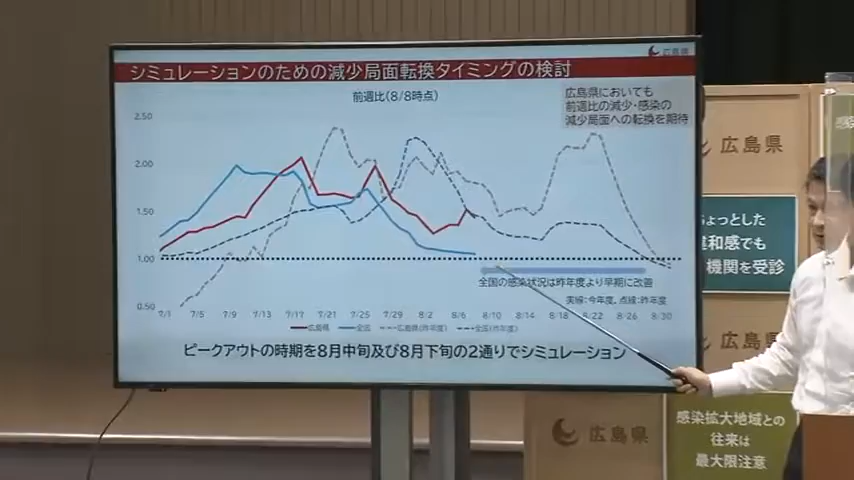 広島県
シミュレーションのための減少局面転換タイミングの検討
前週比(8/8時点)
広島県においても
前週比の減少・感染の
減少局面への転換を期待
2.50
2.00
1.50
1.00
0.50
7/1 7/5 7/9 7/13 7/17 7/21 7/25 7/29 8/2 8/6 8/10 8/14 8/18 8/22 8/26 8/30
全国の感染状況は昨年度より早期に改善
実線:今年度、点線:昨年度
広島県 全国 広島県(昨年度) 全国(昨年度)
ピークアウトの時期を8月中旬及び8月下旬の2通りでシミュレーション
広島県
ちょっとした
違和感でも
機関を受診
広島県
広島県
感染拡大地域との
往来は
最大限注意